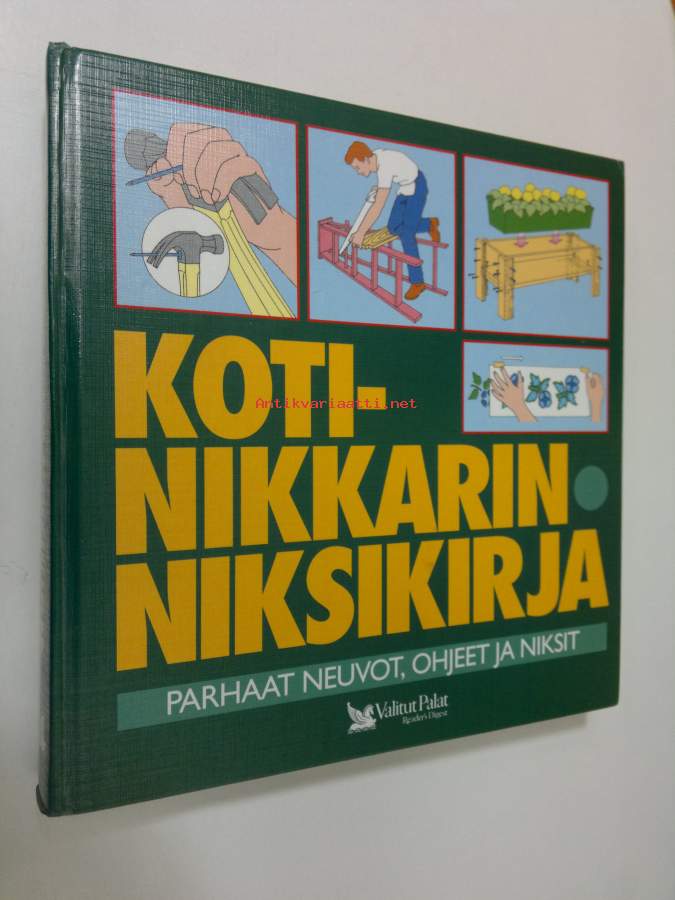 Antikvariaatti.net
KOTI-
NIKKARIN
NIKSIKIRJA
PARHAAT NEUVOT, OHJEET JA NIKSIT
Valitut Palat
Reader's Digest